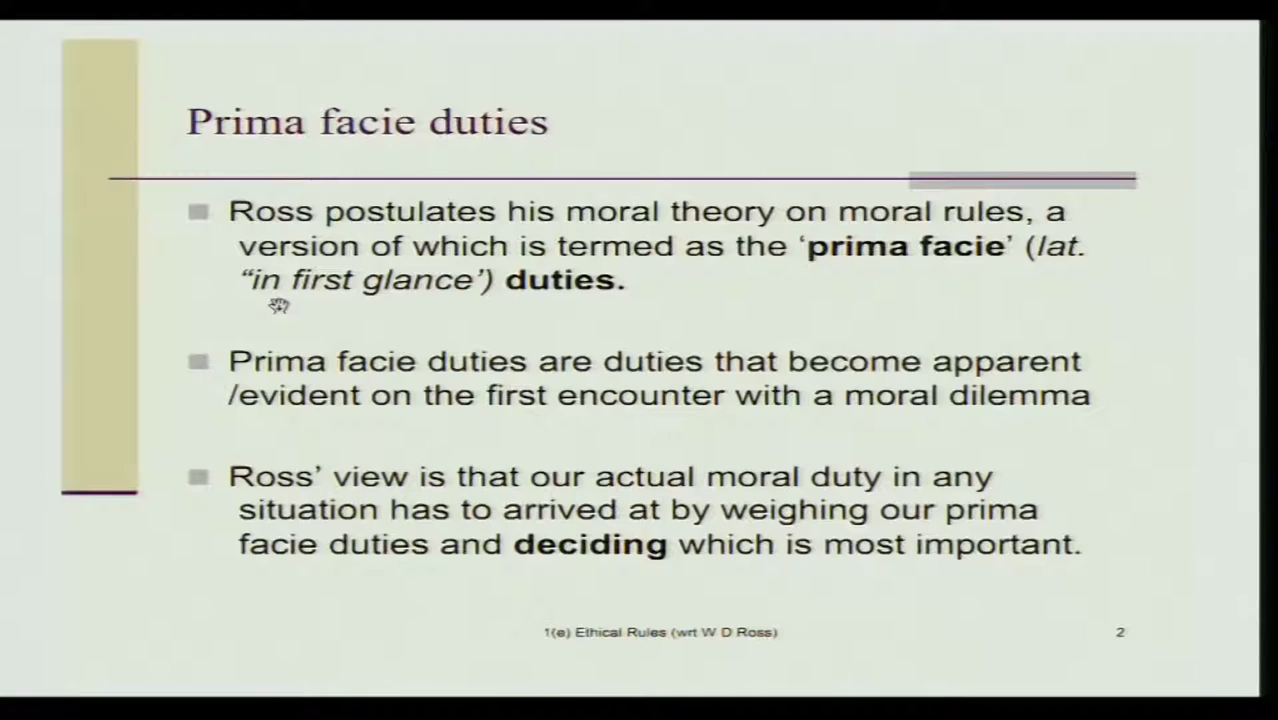 Prima facie duties
Ross postulates his moral theory on moral rules, a
version of which is termed as the ‘prima facie’ (lat.
“in first glance’) duties.
Prima facie duties are duties that become apparent
/evident on the first encounter with a moral dilemma
Ross’ view is that our actual moral duty in any
situation has to arrived at by weighing our prima
facie duties and deciding which is most important.
1(e) Ethical Rules (wrt W D Ross)
2